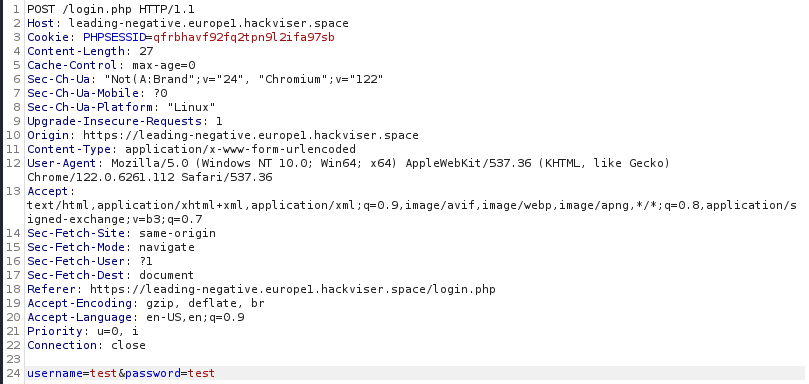 1 POST /login.php HTTP/1.1
2 Host: leading-negative.europe1.hackviser.space
3 Cookie: PHPSESSID=qfrbhavf92fq2tpn9l2ifa97sb
4 Content-Length: 27
5 Cache-Control: max-age=0
6 Sec-Ch-Ua: "Not(A:Brand";v="24", "Chromium";v="122"
7 Sec-Ch-Ua-Mobile: ?0
8 Sec-Ch-Ua-Platform: "Linux"
9 Upgrade-Insecure-Requests: 1
10 Origin: https://leading-negative.europe1.hackviser.space
11 Content-Type: application/x-www-form-urlencoded
12 User-Agent: Mozilla/5.0 (Windows NT 10.0; Win64; x64) AppleWebKit/537.36 (KHTML, like Gecko)
Chrome/122.0.6261.112 Safari/537.36
13 Accept:
text/html,application/xhtml+xml,application/xml;q=0.9,image/avif,image/webp,image/apng,*/*;q=0.8,application/s
igned-exchange;v=b3;q=0.7
14 Sec-Fetch-Site: same-origin
15 Sec-Fetch-Mode: navigate
16 Sec-Fetch-User: ?1
17 Sec-Fetch-Dest: document
18 Referer: https://leading-negative.europe1.hackviser.space/login.php
19 Accept-Encoding: gzip, deflate, br
20 Accept-Language: en-US,en;q=0.9
21 Priority: u=0, i
22 Connection: close
23
24 username=test&password=test